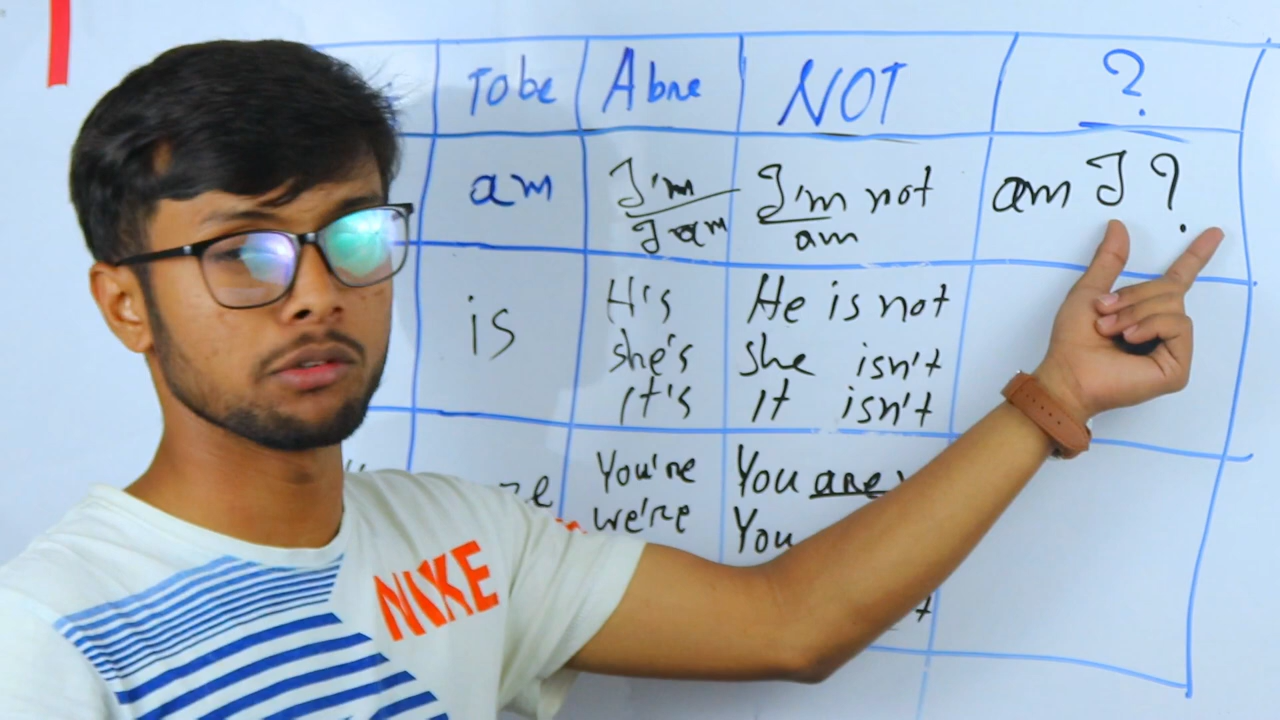 To be Abne NOT ?
am I'm I'm not am I ?
I am am
is His He is not
she's she isn't
it's it isn't
You're You are
we're You
NIKE